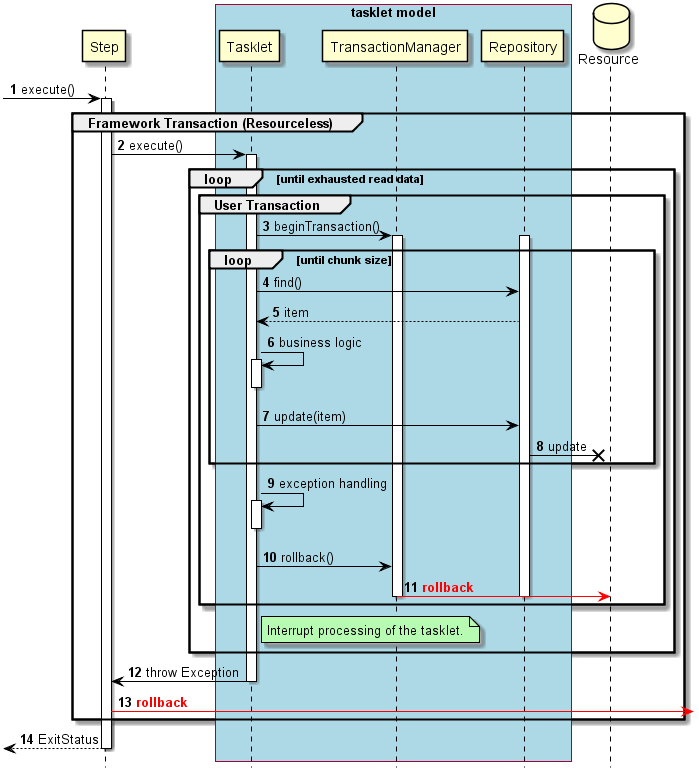 tasklet model
Step
Tasklet
TransactionManager
Repository
Resource
1 execute()
Framework Transaction (Resourceless)
2 execute()
loop [until exhausted read data]
User Transaction
3 beginTransaction()
loop [until chunk size]
4 find()
5 item
6 business logic
7 update(item)
8 update
9 exception handling
10 rollback()
11 rollback
Interrupt processing of the tasklet.
12 throw Exception
13 rollback
14 ExitStatus